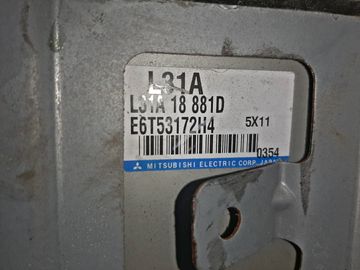 L31A
L31A 18 881D
E6T53172H4 5X11
MITSUBISHI ELECTRIC CORP. JAPAN
0354